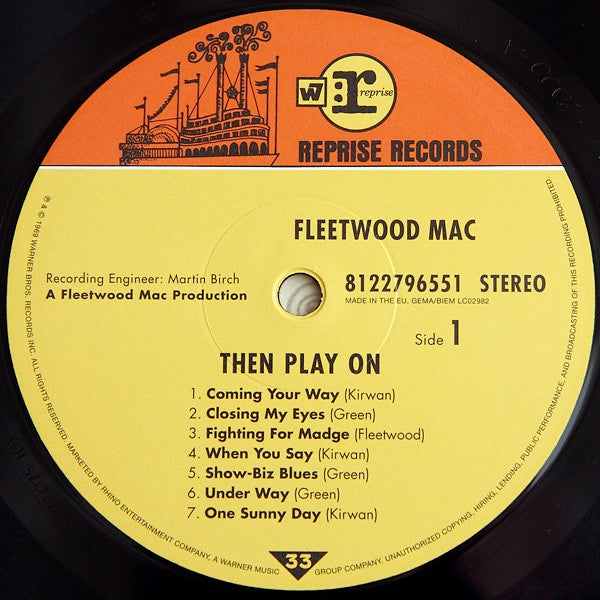 W7 r reprise
REPRISE RECORDS
FLEETWOOD MAC
Recording Engineer: Martin Birch
A Fleetwood Mac Production
8122796551 STEREO
MADE IN THE EU. GEMA/BIEM LC02982
Side 1
THEN PLAY ON
1. Coming Your Way (Kirwan)
2. Closing My Eyes (Green)
3. Fighting For Madge (Fleetwood)
4. When You Say (Kirwan)
5. Show-Biz Blues (Green)
6. Under Way (Green)
7. One Sunny Day (Kirwan)
℗ & © 1969 WARNER BROS. RECORDS INC. ALL RIGHTS RESERVED. MARKETED BY RHINO ENTERTAINMENT COMPANY, A WARNER MUSIC GROUP COMPANY. UNAUTHORIZED COPYING, HIRING, LENDING, PUBLIC PERFORMANCE, AND BROADCASTING OF THIS RECORDING PROHIBITED.
33